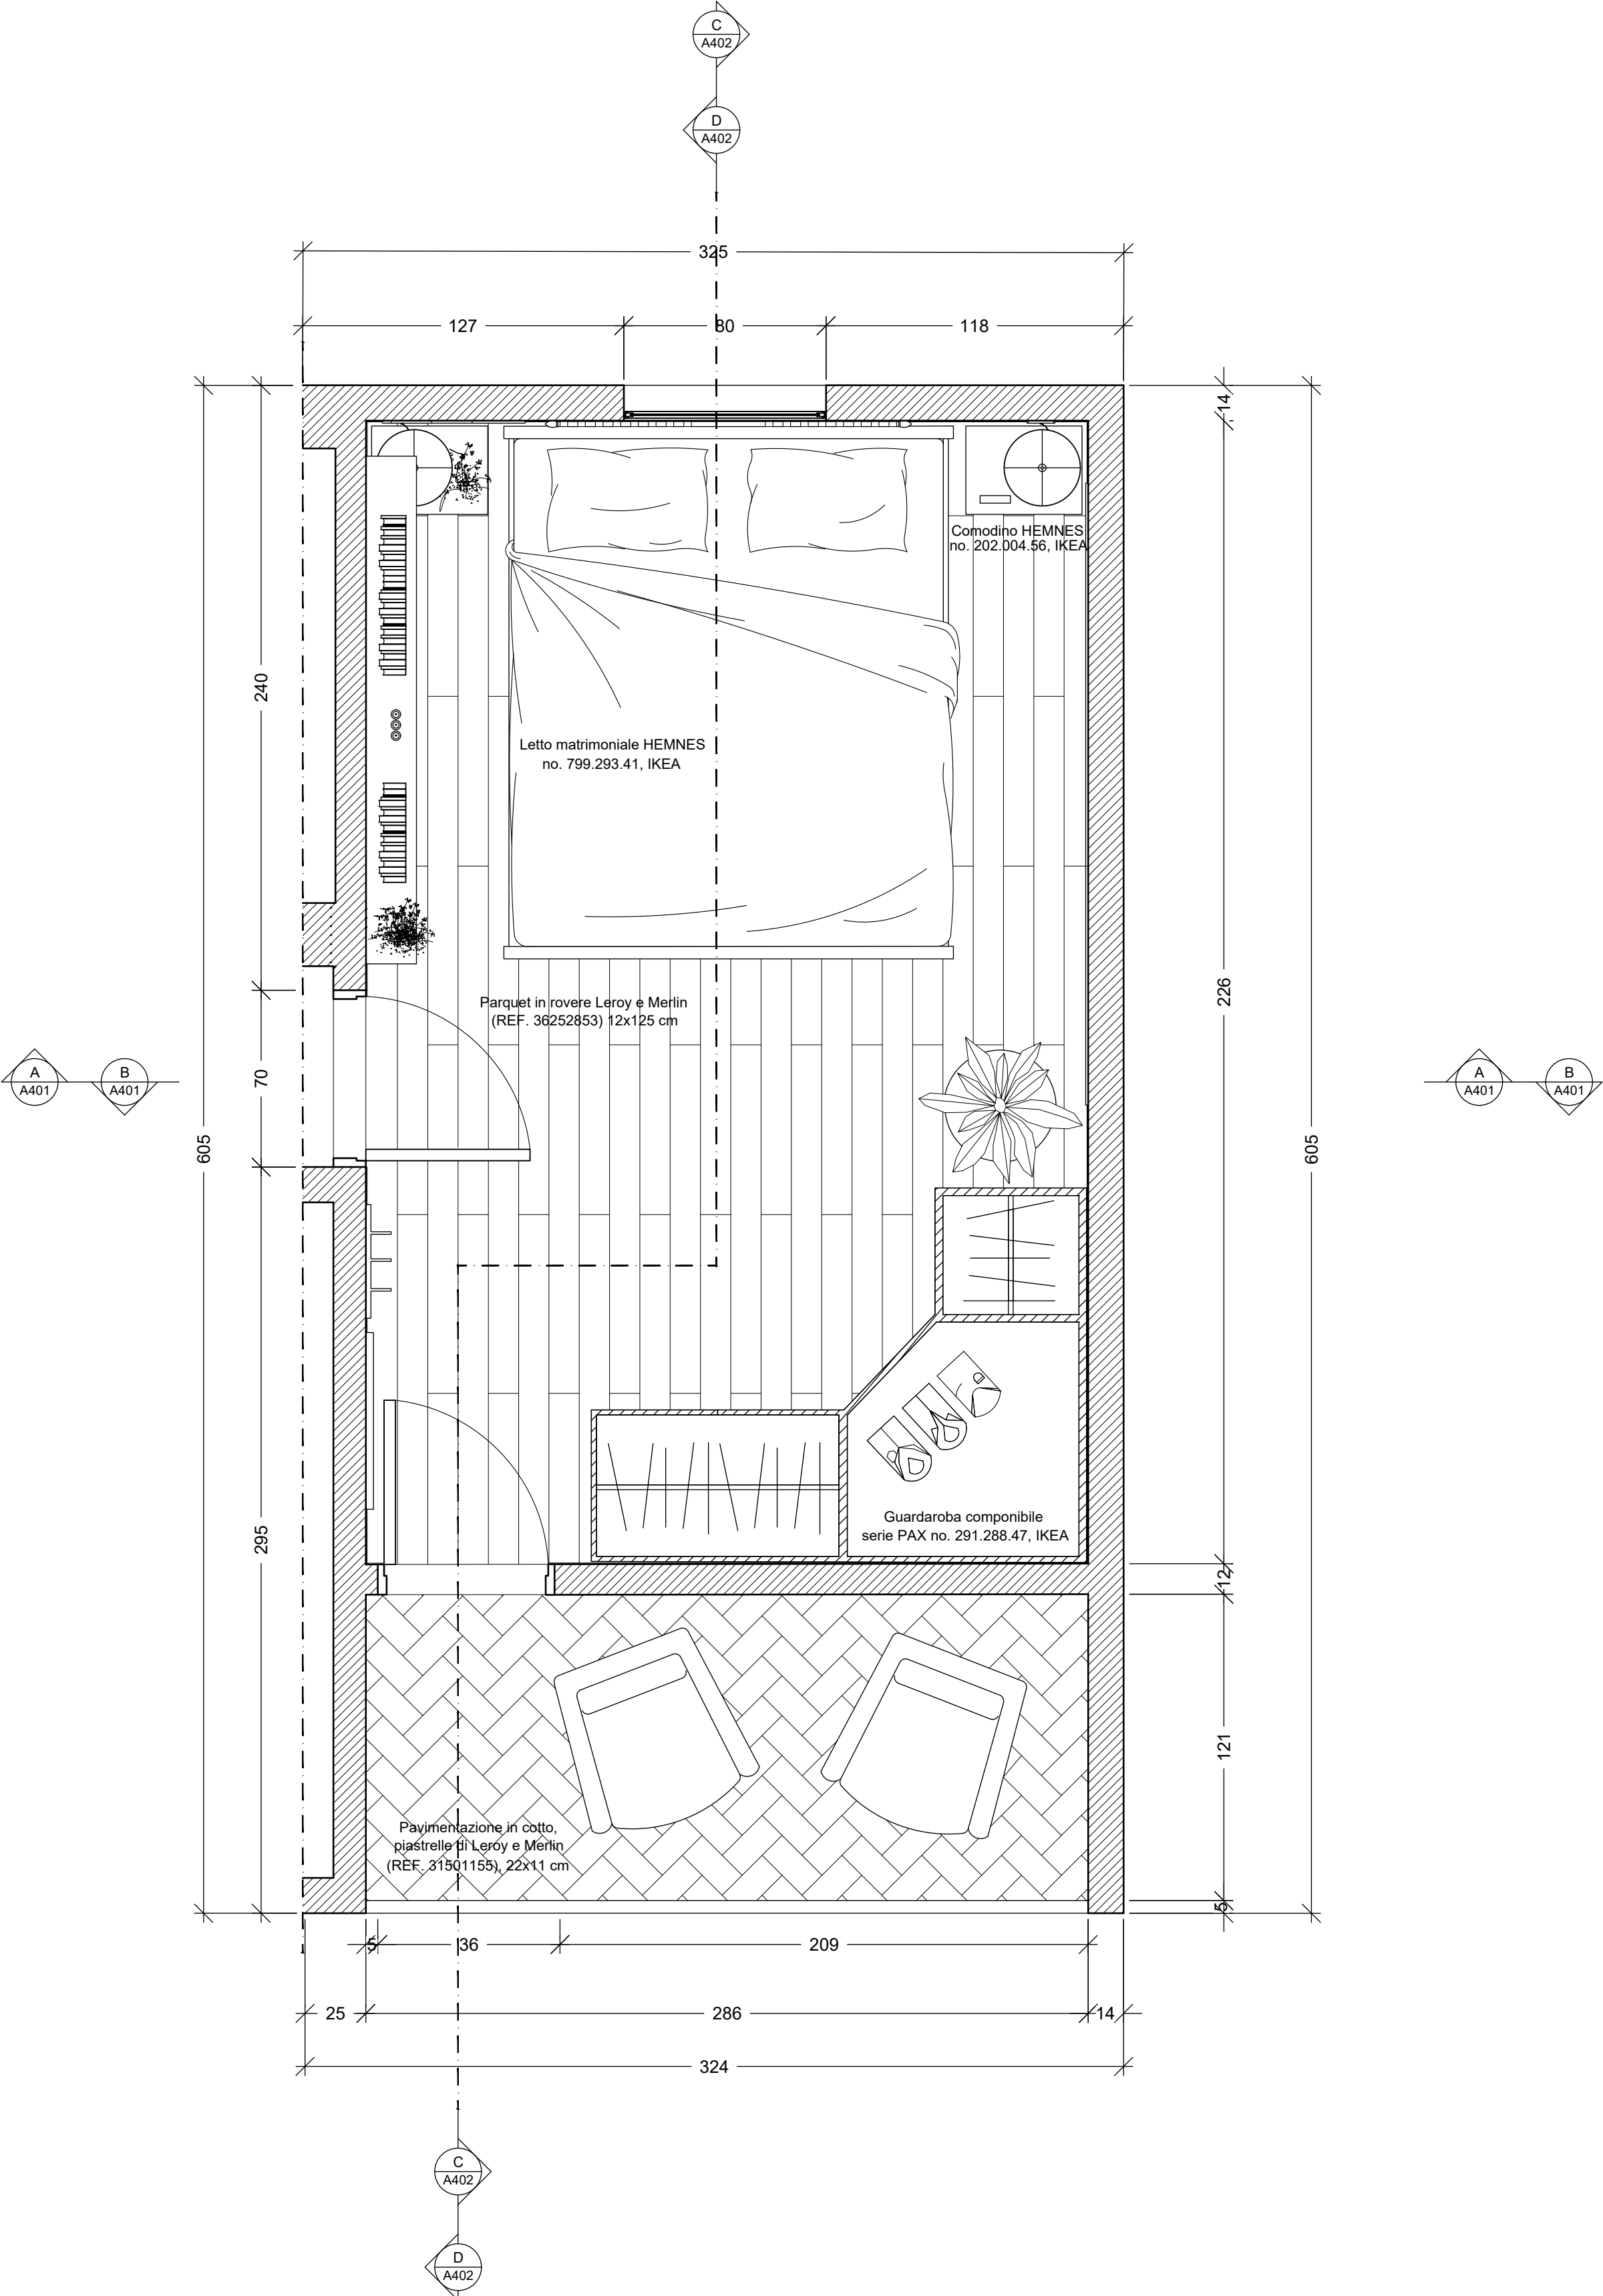 C
A402
D
A402
325
127
80
118
14
Comodino HEMNES
no. 202.004.56, IKEA
240
Letto matrimoniale HEMNES
no. 799.293.41, IKEA
226
Parquet in rovere Leroy e Merlin
(REF. 36252853) 12x125 cm
A
A401
B
A401
70
A
A401
B
A401
605
605
295
Guardaroba componibile
serie PAX no. 291.288.47, IKEA
12
121
Pavimentazione in cotto,
piastrelle di Leroy e Merlin
(REF. 31501155), 22x11 cm
5
5
36
209
25
286
14
324
C
A402
D
A402